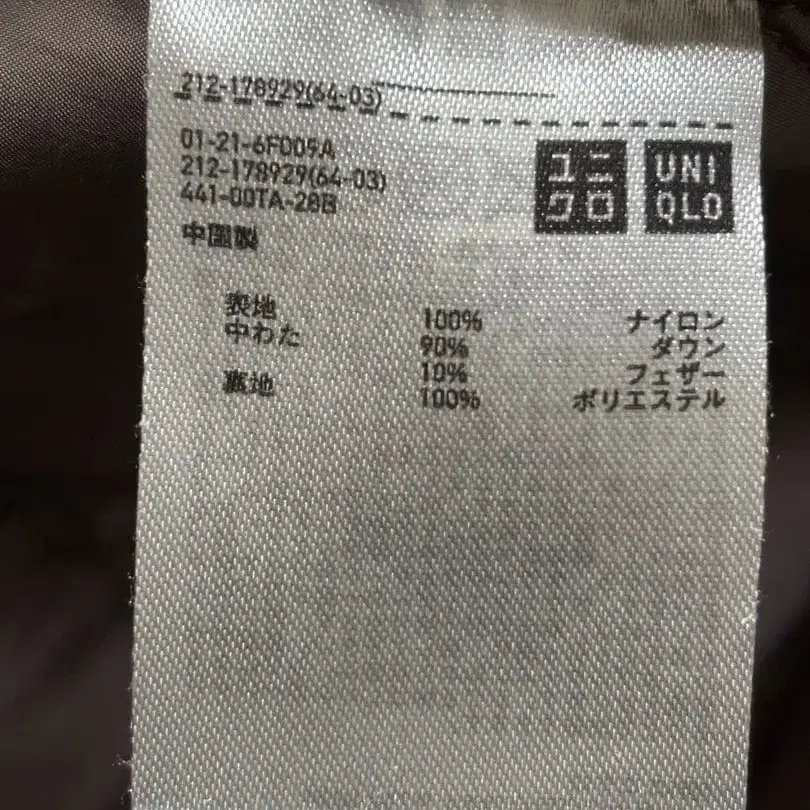 212-178929(64-03)
01-21-6F009A
212-178929(64-03)
441-00TA-28B
中国製
ユニ
クロ
UNI
QLO
表地 100% ナイロン
中わた 90% ダウン
10% フェザー
裏地 100% ポリエステル